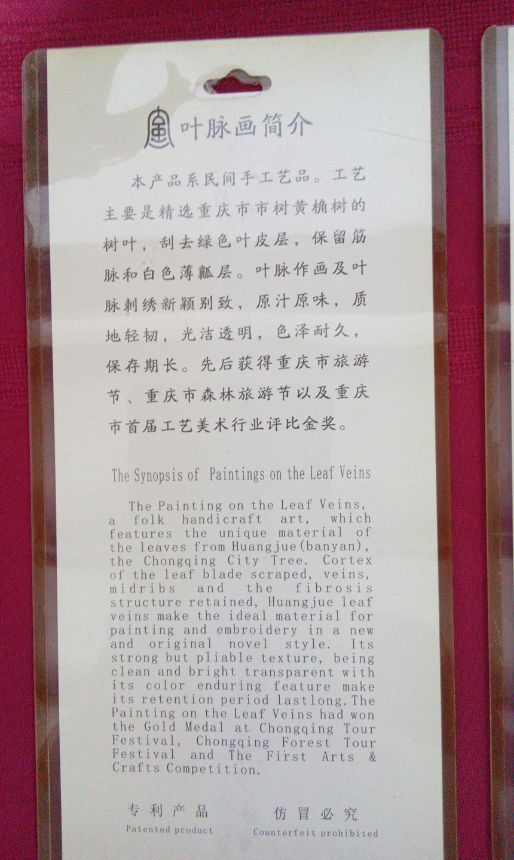 叶脉画简介
本产品系民间手工艺品。工艺
主要是精选重庆市市树黄桷树的
树叶，刮去绿色叶皮层，保留筋
脉和白色薄瓤层。叶脉作画及叶
脉刺绣新颖别致，原汁原味，质
地轻韧，光洁透明，色泽耐久，
保存期长。先后获得重庆市旅游
节、重庆市森林旅游节以及重庆
市首届工艺美术行业评比金奖。
The Synopsis of Paintings on the Leaf Veins
The Painting on the Leaf Veins,
a folk handicraft art, which
features the unique material of
the leaves from Huangjue(banyan),
the Chongqing City Tree. Cortex
of the leaf blade scraped, veins,
midribs and the fibrosis
structure retained, Huangjue leaf
veins make the ideal material for
painting and embroidery in a new
and original novel style. Its
strong but pliable texture, being
clean and bright transparent with
its color enduring feature make
its retention period lastlong.The
Painting on the Leaf Veins had won
the Gold Medal at Chongqing Tour
Festival, Chongqing Forest Tour
Festival and The First Arts &
Crafts Competition.
专利产品 仿冒必究
Patented product Counterfeit prohibited